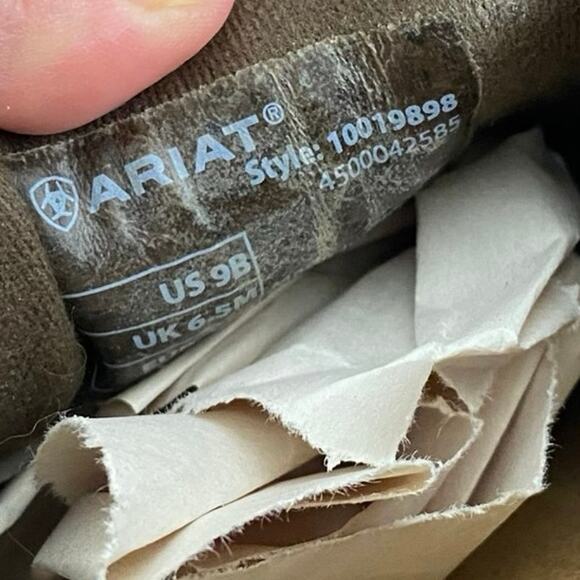 ARIAT®
Style: 10019898
4500042585
US 9B
UK 6.5M